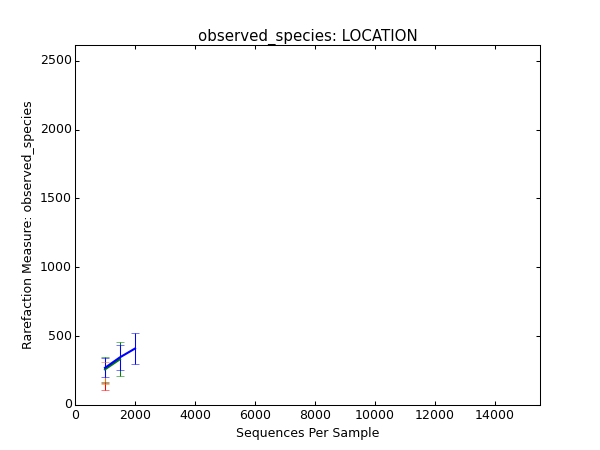 observed_species: LOCATION
2500
2000
1500
1000
500
0
Rarefaction Measure: observed_species
0 2000 4000 6000 8000 10000 12000 14000
Sequences Per Sample